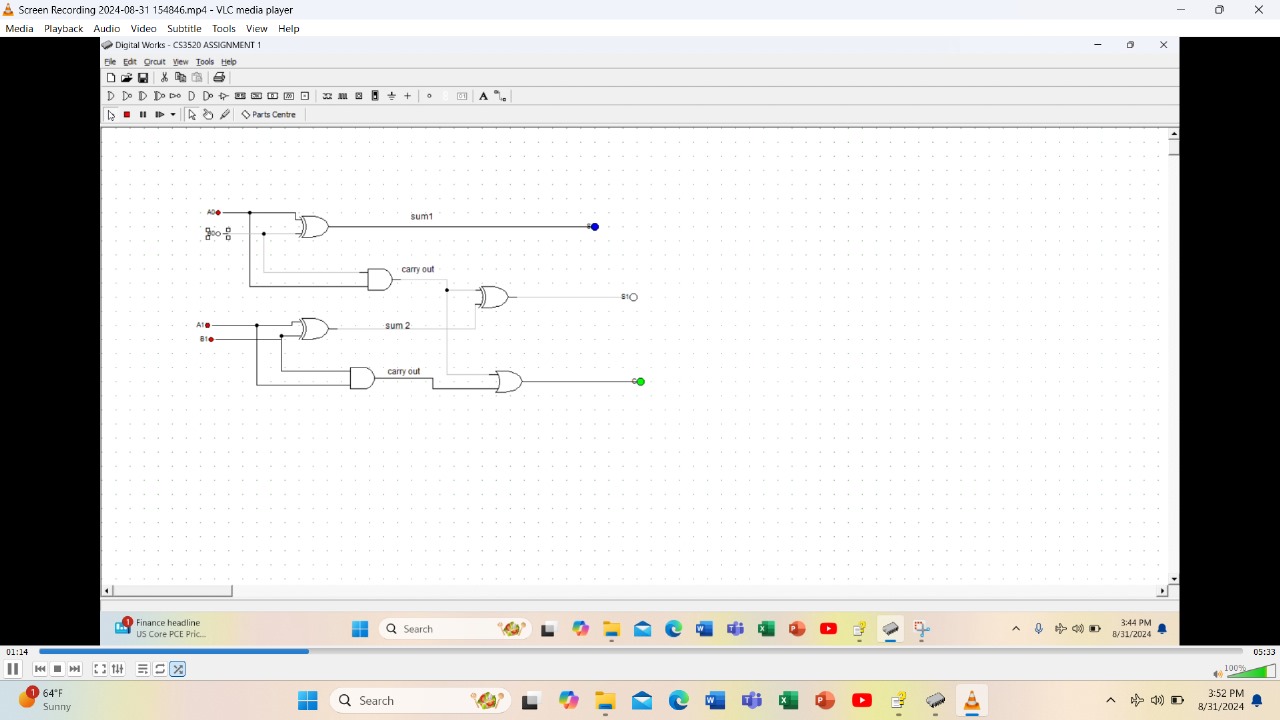 Screen Recording 2024-08-31 154846.mp4 - VLC media player
Media Playback Audio Video Subtitle Tools View Help
Digital Works - CS3520 ASSIGNMENT 1
File Edit Circuit View Tools Help
A
Parts Centre
A0
sum1
carry out
S1
A1
sum 2
B1
carry out
1 Finance headline
US Core PCE Pric...
Search
3:44 PM
8/31/2024
01:14
05:33
100%
1 64°F
Sunny
Search
3:52 PM
8/31/2024